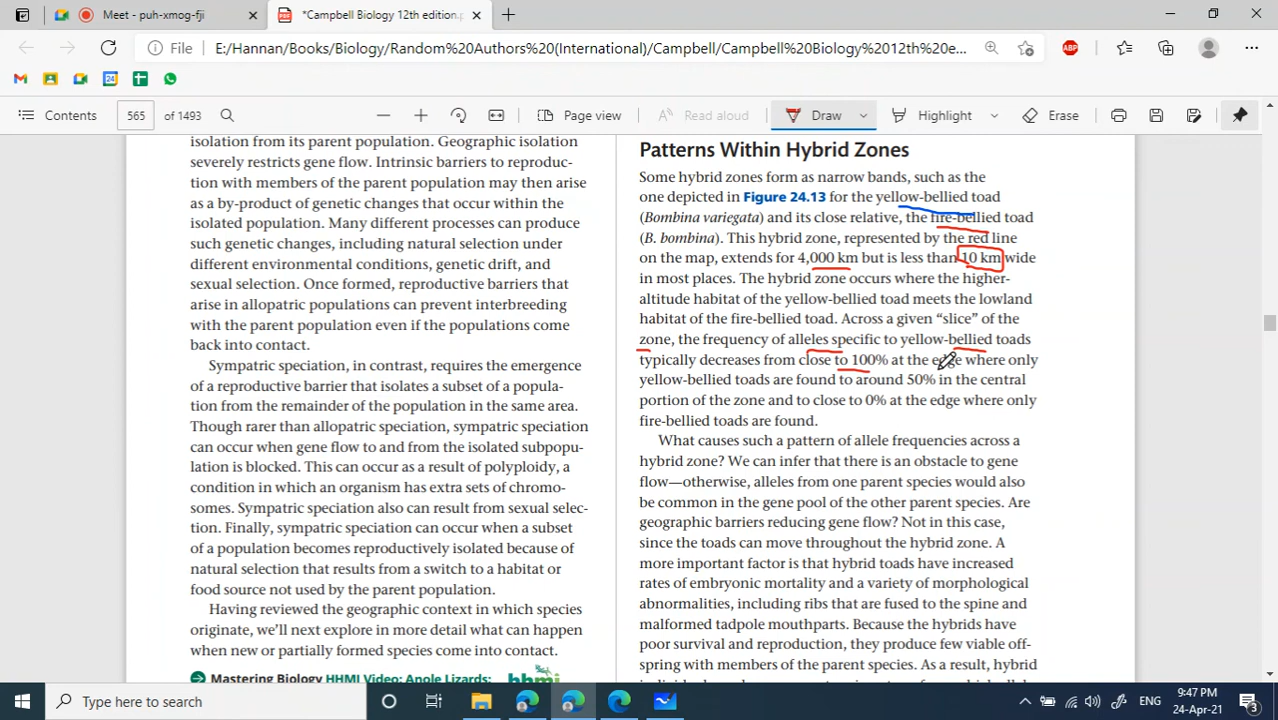 Meet - puh-xmog-fji
*Campbell Biology 12th edition.p
File
E:/Hannan/Books/Biology/Random%20Authors%20(International)/Campbell/Campbell%20Biology%2012th%20e...
ABP
24
Contents
565
of 1493
Page view
Read aloud
Draw
Highlight
Erase
isolation from its parent population. Geographic isolation
severely restricts gene flow. Intrinsic barriers to reproduc-
tion with members of the parent population may then arise
as a by-product of genetic changes that occur within the
isolated population. Many different processes can produce
such genetic changes, including natural selection under
different environmental conditions, genetic drift, and
sexual selection. Once formed, reproductive barriers that
arise in allopatric populations can prevent interbreeding
with the parent population even if the populations come
back into contact.
Sympatric speciation, in contrast, requires the emergence
of a reproductive barrier that isolates a subset of a popula-
tion from the remainder of the population in the same area.
Though rarer than allopatric speciation, sympatric speciation
can occur when gene flow to and from the isolated subpopu-
lation is blocked. This can occur as a result of polyploidy, a
condition in which an organism has extra sets of chromo-
somes. Sympatric speciation also can result from sexual selec-
tion. Finally, sympatric speciation can occur when a subset
of a population becomes reproductively isolated because of
natural selection that results from a switch to a habitat or
food source not used by the parent population.
Having reviewed the geographic context in which species
originate, we'll next explore in more detail what can happen
when new or partially formed species come into contact.
Mastering Biology HHMI Video: Anole Lizards:
hhmi
Patterns Within Hybrid Zones
Some hybrid zones form as narrow bands, such as the
one depicted in Figure 24.13 for the yellow-bellied toad
(Bombina variegata) and its close relative, the fire-bellied toad
(B. bombina). This hybrid zone, represented by the red line
on the map, extends for 4,000 km but is less than 10 km wide
in most places. The hybrid zone occurs where the higher-
altitude habitat of the yellow-bellied toad meets the lowland
habitat of the fire-bellied toad. Across a given “slice” of the
zone, the frequency of alleles specific to yellow-bellied toads
typically decreases from close to 100% at the edge where only
yellow-bellied toads are found to around 50% in the central
portion of the zone and to close to 0% at the edge where only
fire-bellied toads are found.
What causes such a pattern of allele frequencies across a
hybrid zone? We can infer that there is an obstacle to gene
flow—otherwise, alleles from one parent species would also
be common in the gene pool of the other parent species. Are
geographic barriers reducing gene flow? Not in this case,
since the toads can move throughout the hybrid zone. A
more important factor is that hybrid toads have increased
rates of embryonic mortality and a variety of morphological
abnormalities, including ribs that are fused to the spine and
malformed tadpole mouthparts. Because the hybrids have
poor survival and reproduction, they produce few viable off-
spring with members of the parent species. As a result, hybrid
Type here to search
ENG
9:47 PM
24-Apr-21
3